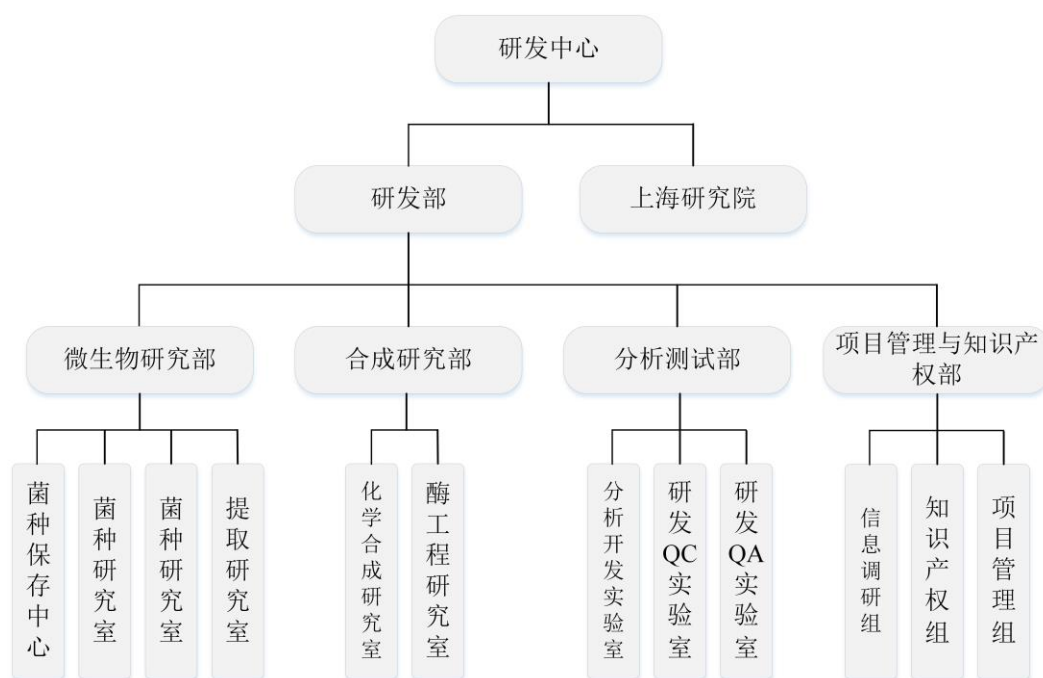 研发中心
研发部
上海研究院
微生物研究部
合成研究部
分析测试部
项目管理与知识产
权部
菌种保存中心
菌种研究室
菌种研究室
提取研究室
化学合成研究室
酶工程研究室
分析开发实验室
研发QC实验室
研发QA实验室
信息调研组
知识产权组
项目管理组